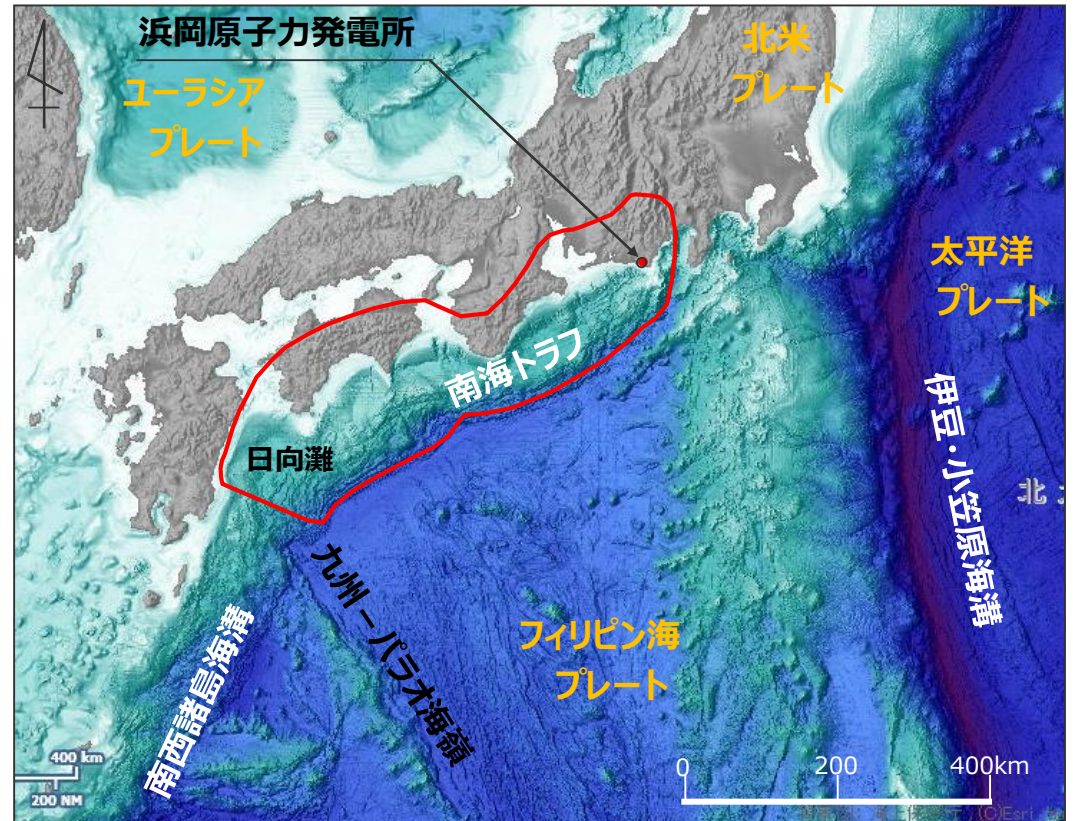 浜岡原子力発電所
北米
プレート
ユーラシア
プレート
太平洋
プレート
南海トラフ
伊豆・小笠原海溝
日向灘
北
九州－パラオ海嶺
フィリピン海
プレート
南西諸島海溝
400 km
200 NM
0 200 400km
(C)Esri